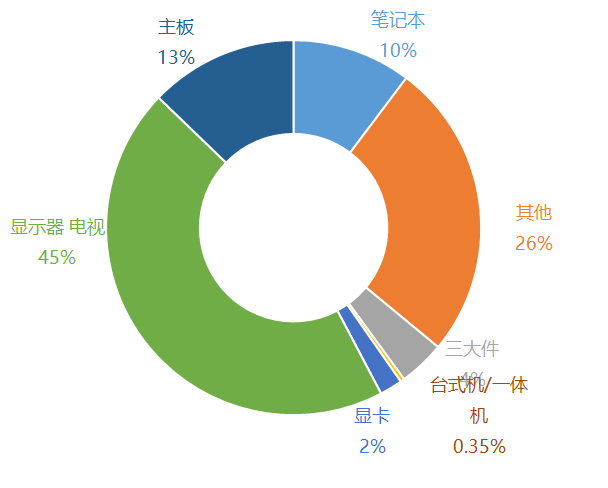 笔记本
10%
主板
13%
其他
26%
显示器 电视
45%
三大件
4%
台式机/一体
机
0.35%
显卡
2%